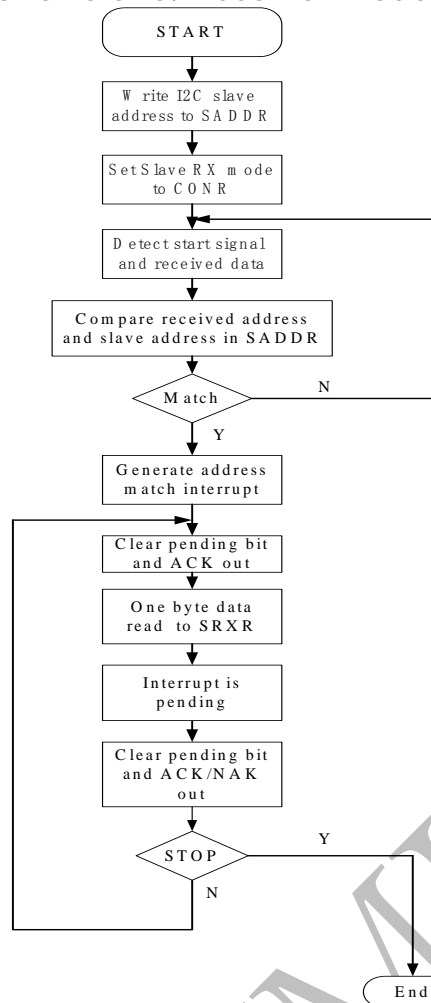 START
Write I2C slave
address to SADDR
Set Slave RX mode
to CONR
Detect start signal
and received data
Compare received address
and slave address in SADDR
Match
N
Y
Generate address
match interrupt
Clear pending bit
and ACK out
One byte data
read to SRXR
Interrupt is
pending
Clear pending bit
and ACK/NAK
out
STOP
Y
N
End